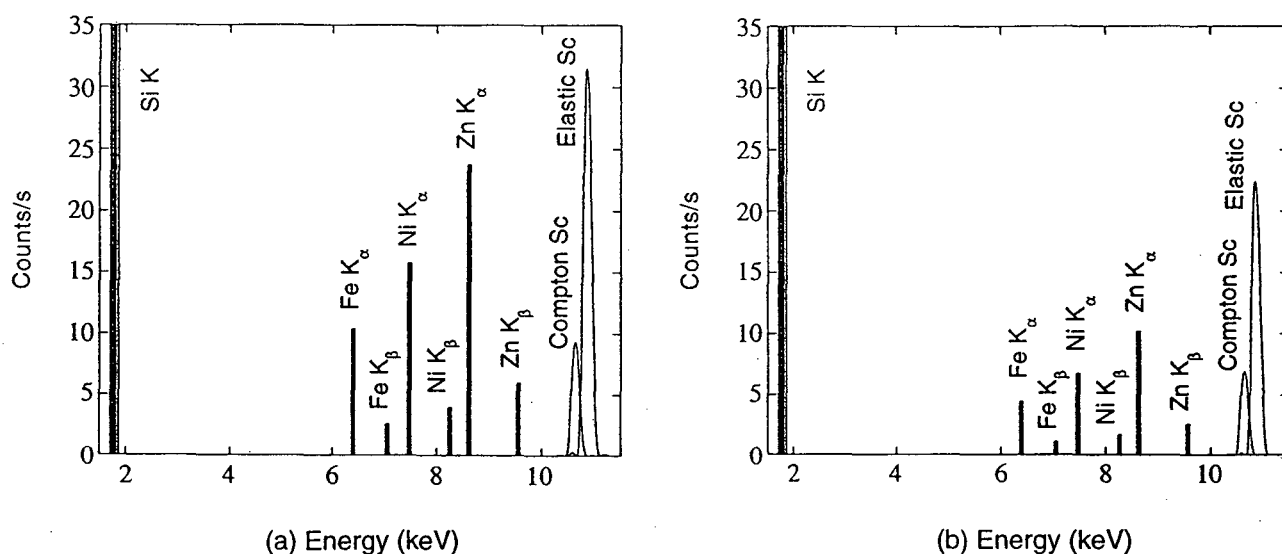 35
30
25
20
15
10
5
0
Counts/s
Si K
Fe Kα
Fe Kβ
Ni Kα
Ni Kβ
Zn Kα
Zn Kβ
Compton Sc
Elastic Sc
2 4 6 8 10
(a) Energy (keV)
35
30
25
20
15
10
5
0
Counts/s
Si K
Fe Kα
Fe Kβ
Ni Kα
Ni Kβ
Zn Kα
Zn Kβ
Compton Sc
Elastic Sc
2 4 6 8 10
(b) Energy (keV)